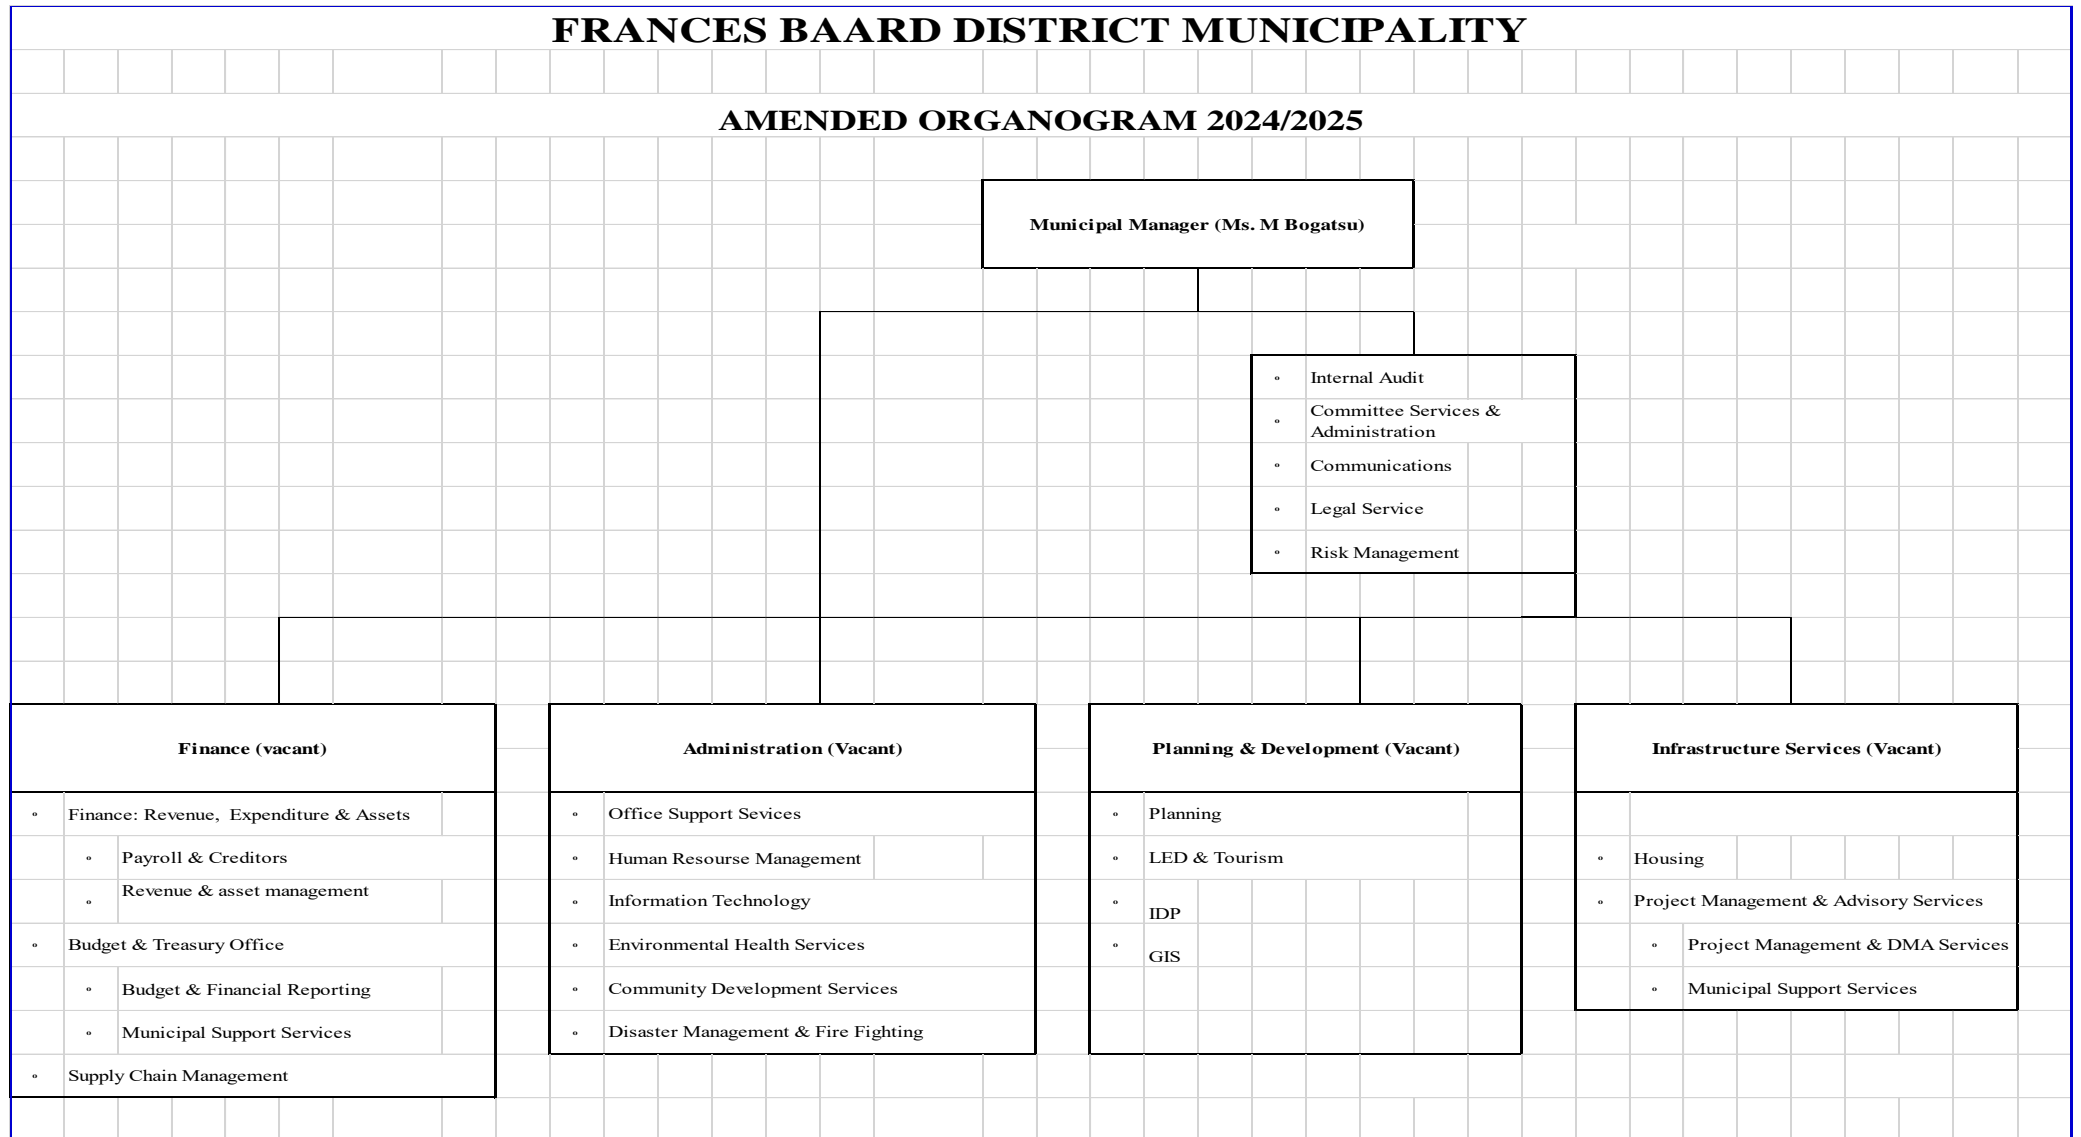 FRANCES BAARD DISTRICT MUNICIPALITY
AMENDED ORGANOGRAM 2024/2025
Municipal Manager (Ms. M Bogatsu)
Internal Audit
Committee Services &
Administration
Communications
Legal Service
Risk Management
Finance (vacant)
Finance: Revenue, Expenditure & Assets
Payroll & Creditors
Revenue & asset management
Budget & Treasury Office
Budget & Financial Reporting
Municipal Support Services
Supply Chain Management
Administration (Vacant)
Office Support Sevices
Human Resourse Management
Information Technology
Environmental Health Services
Community Development Services
Disaster Management & Fire Fighting
Planning & Development (Vacant)
Planning
LED & Tourism
IDP
GIS
Infrastructure Services (Vacant)
Housing
Project Management & Advisory Services
Project Management & DMA Services
Municipal Support Services